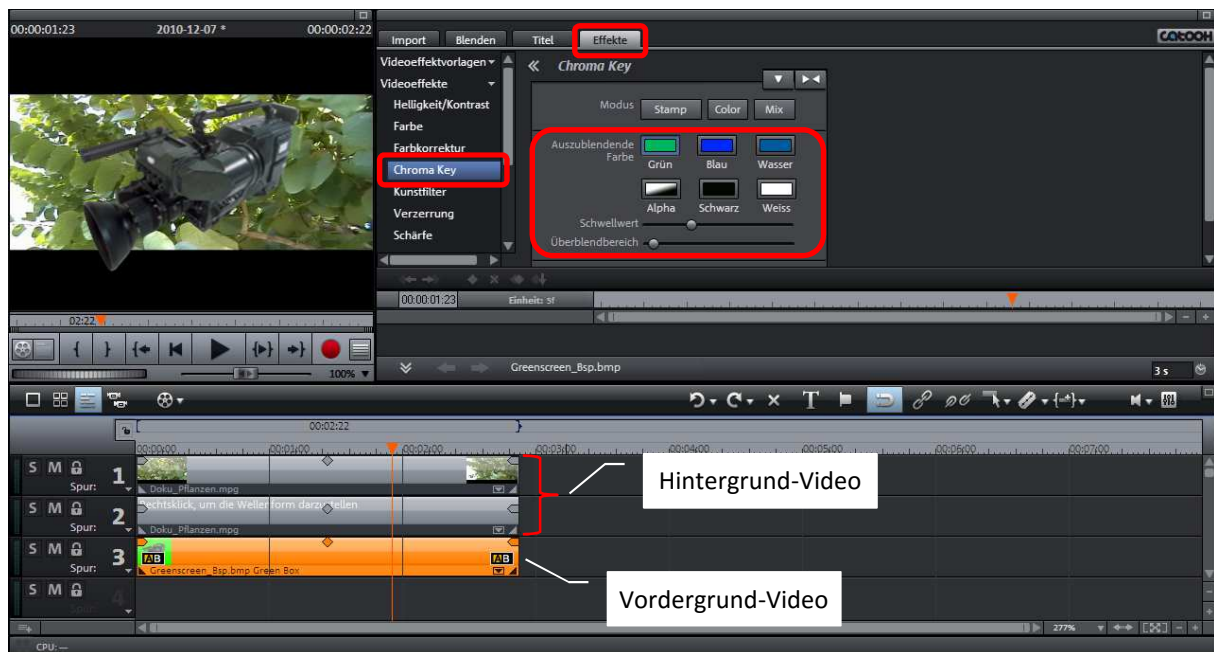 00:00:01:23 2010-12-07 * 00:00:02:22
02:22
100%
Import Blenden Titel Effekte
CATOOH
Videoeffektvorlagen
Videoeffekte
Helligkeit/Kontrast
Farbe
Farbkorrektur
Chroma Key
Kunstfilter
Verzerrung
Schärfe
Chroma Key
Modus Stamp Color Mix
Auszublendende
Farbe
Grün Blau Wasser
Alpha Schwarz Weiss
Schwellwert
Überblendbereich
00:00:01:23 Einheit: 5f
Greenscreen_Bsp.bmp
3 s
00:02:22
00:00:00 00:01:00 00:02:00 00:03:00 00:04:00 00:05:00 00:06:00 00:07:00
S M 1
Spur:
Doku_Pflanzen.mpg
S M 2
Spur:
Rechtsklick, um die Wellenform darzustellen
Doku_Pflanzen.mpg
S M 3
Spur:
AB AB
Greenscreen_Bsp.bmp Green Box
S M 4
Spur:
Hintergrund-Video
Vordergrund-Video
277%
CPU: —